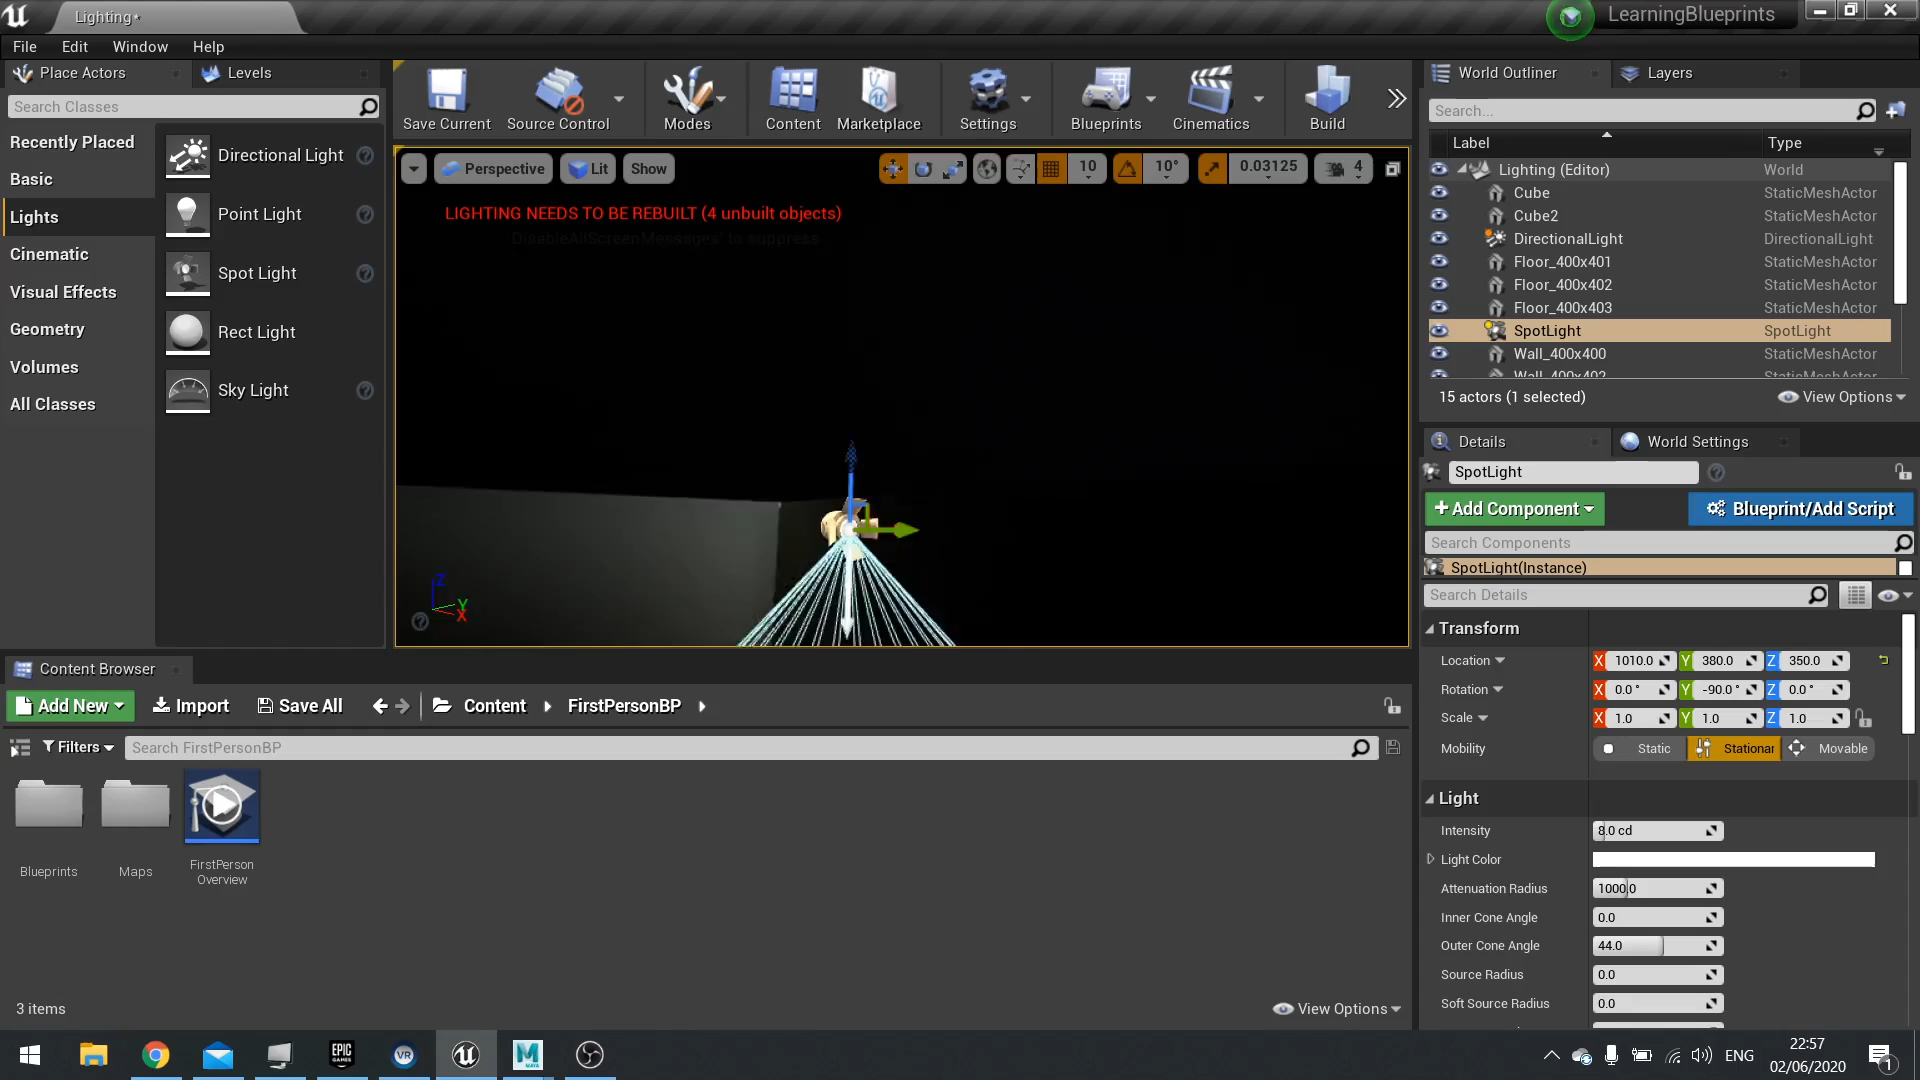 Lighting*
LearningBlueprints
File Edit Window Help
Place Actors
Levels
Search Classes
Recently Placed
Basic
Lights
Cinematic
Visual Effects
Geometry
Volumes
All Classes
Directional Light
Point Light
Spot Light
Rect Light
Sky Light
Save Current
Source Control
Modes
Content
Marketplace
Settings
Blueprints
Cinematics
Build
Perspective
Lit
Show
10
10°
0.03125
4
LIGHTING NEEDS TO BE REBUILT (4 unbuilt objects)
'DisableAllScreenMessages' to suppress
Z
Y
X
World Outliner
Layers
Search...
Label Type
Lighting (Editor) World
Cube StaticMeshActor
Cube2 StaticMeshActor
DirectionalLight DirectionalLight
Floor_400x401 StaticMeshActor
Floor_400x402 StaticMeshActor
Floor_400x403 StaticMeshActor
SpotLight SpotLight
Wall_400x400 StaticMeshActor
Wall_400x402 StaticMeshActor
15 actors (1 selected)
View Options
Details
World Settings
SpotLight
+ Add Component
Blueprint/Add Script
Search Components
SpotLight(Instance)
Search Details
Transform
Location X 1010.0 Y 380.0 Z 350.0
Rotation X 0.0 ° Y -90.0 ° Z 0.0 °
Scale X 1.0 Y 1.0 Z 1.0
Mobility Static Stationar Movable
Light
Intensity 8.0 cd
Light Color
Attenuation Radius 1000.0
Inner Cone Angle 0.0
Outer Cone Angle 44.0
Source Radius 0.0
Soft Source Radius 0.0
Content Browser
Add New Import Save All Content FirstPersonBP
Filters
Search FirstPersonBP
Blueprints
Maps
FirstPerson
Overview
3 items
View Options
EPIC
GAMES
VR
M
MAYA
ENG
22:57
02/06/2020
1